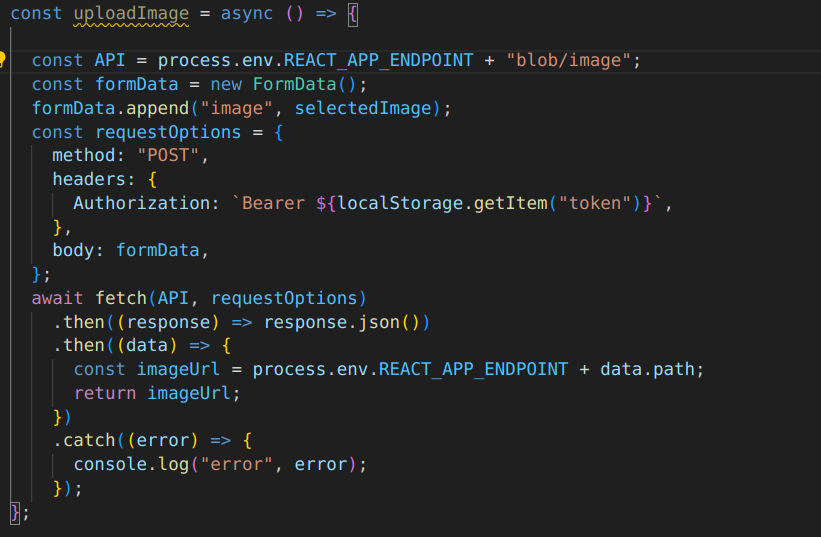 const uploadImage = async () => {
const API = process.env.REACT_APP_ENDPOINT + "blob/image";
const formData = new FormData();
formData.append("image", selectedImage);
const requestOptions = {
method: "POST",
headers: {
Authorization: `Bearer ${localStorage.getItem("token")}`,
},
body: formData,
};
await fetch(API, requestOptions)
.then((response) => response.json())
.then((data) => {
const imageUrl = process.env.REACT_APP_ENDPOINT + data.path;
return imageUrl;
})
.catch((error) => {
console.log("error", error);
});
};